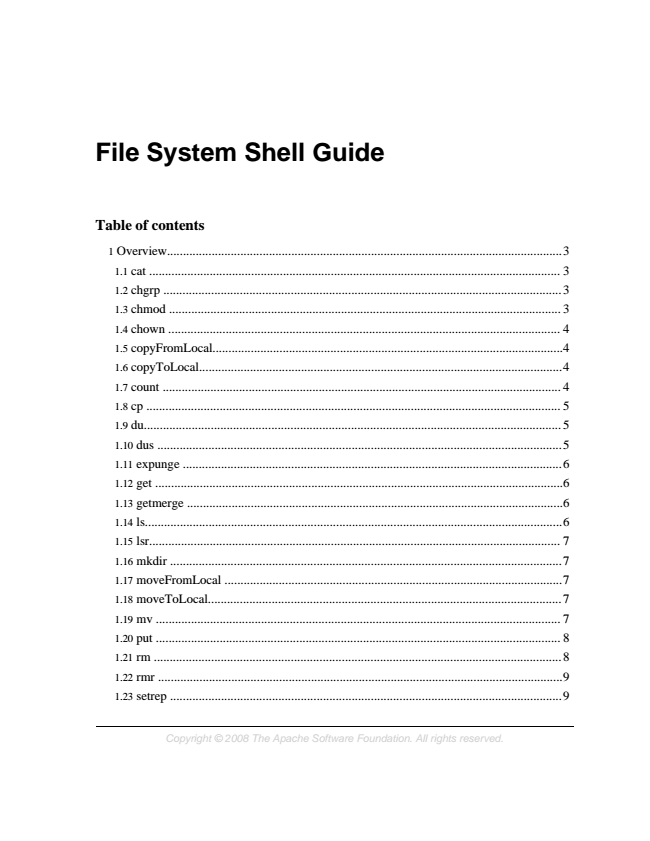 File System Shell Guide
Table of contents
1 Overview...............................................................................................................................3
1.1 cat .................................................................................................................................... 3
1.2 chgrp ................................................................................................................................ 3
1.3 chmod .............................................................................................................................. 3
1.4 chown .............................................................................................................................. 4
1.5 copyFromLocal................................................................................................................4
1.6 copyToLocal....................................................................................................................4
1.7 count ................................................................................................................................ 4
1.8 cp ..................................................................................................................................... 5
1.9 du......................................................................................................................................5
1.10 dus ..................................................................................................................................5
1.11 expunge ..........................................................................................................................6
1.12 get ...................................................................................................................................6
1.13 getmerge .........................................................................................................................6
1.14 ls......................................................................................................................................6
1.15 lsr.................................................................................................................................... 7
1.16 mkdir ..............................................................................................................................7
1.17 moveFromLocal ............................................................................................................. 7
1.18 moveToLocal..................................................................................................................7
1.19 mv .................................................................................................................................. 7
1.20 put .................................................................................................................................. 8
1.21 rm ................................................................................................................................... 8
1.22 rmr ..................................................................................................................................9
1.23 setrep ..............................................................................................................................9
Copyright © 2008 The Apache Software Foundation. All rights reserved.